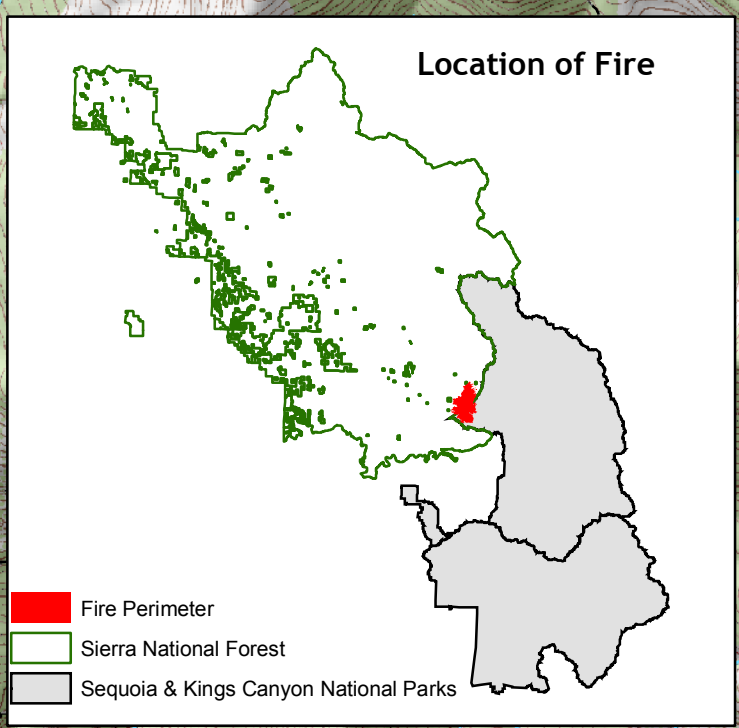 Location of Fire
Fire Perimeter
Sierra National Forest
Sequoia & Kings Canyon National Parks